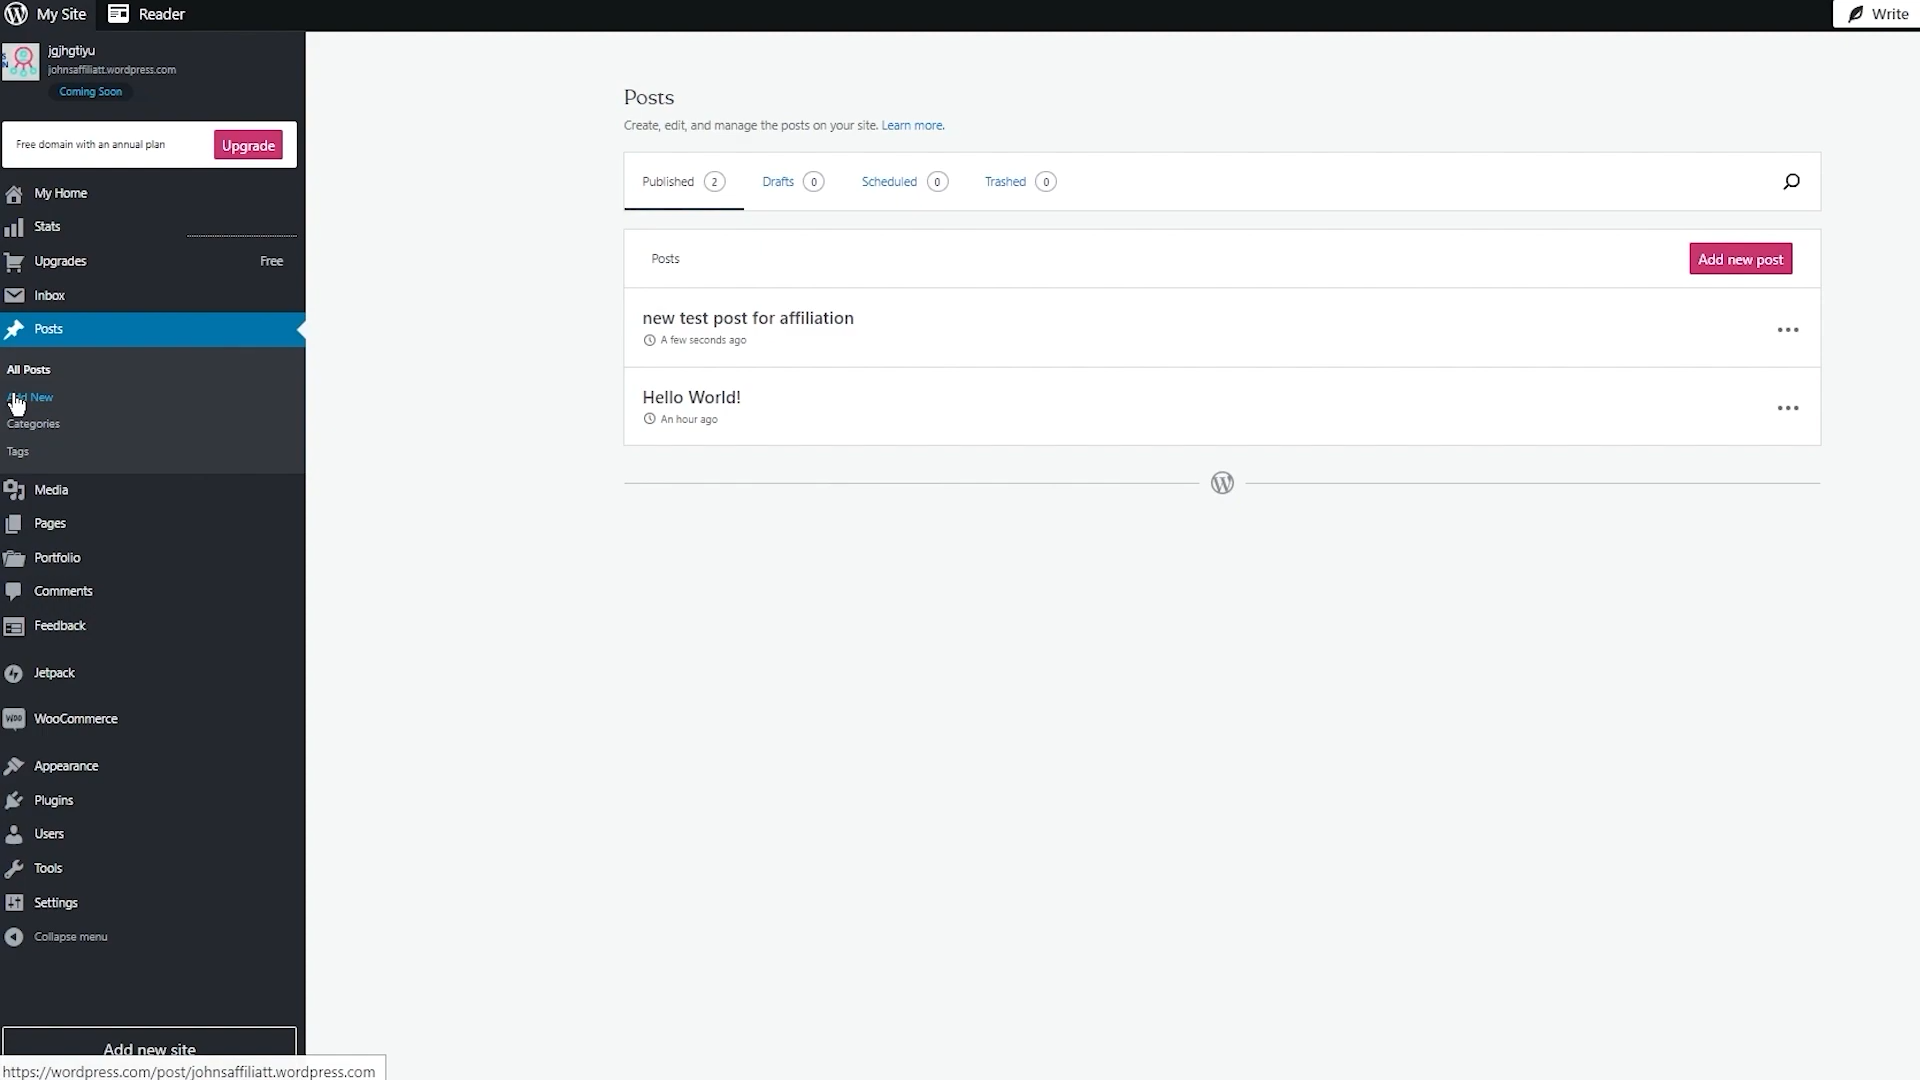 My Site
Reader
Write
jgjhgtiyu
johnsaffiliatt.wordpress.com
Coming Soon
Free domain with an annual plan
Upgrade
My Home
Stats
Upgrades
Free
Inbox
Posts
All Posts
Add New
Categories
Tags
Media
Pages
Portfolio
Comments
Feedback
Jetpack
WooCommerce
Appearance
Plugins
Users
Tools
Settings
Collapse menu
Add new site
https://wordpress.com/post/johnsaffiliatt.wordpress.com
Posts
Create, edit, and manage the posts on your site. Learn more.
Published 2 Drafts 0 Scheduled 0 Trashed 0
Posts
Add new post
new test post for affiliation
A few seconds ago
Hello World!
An hour ago